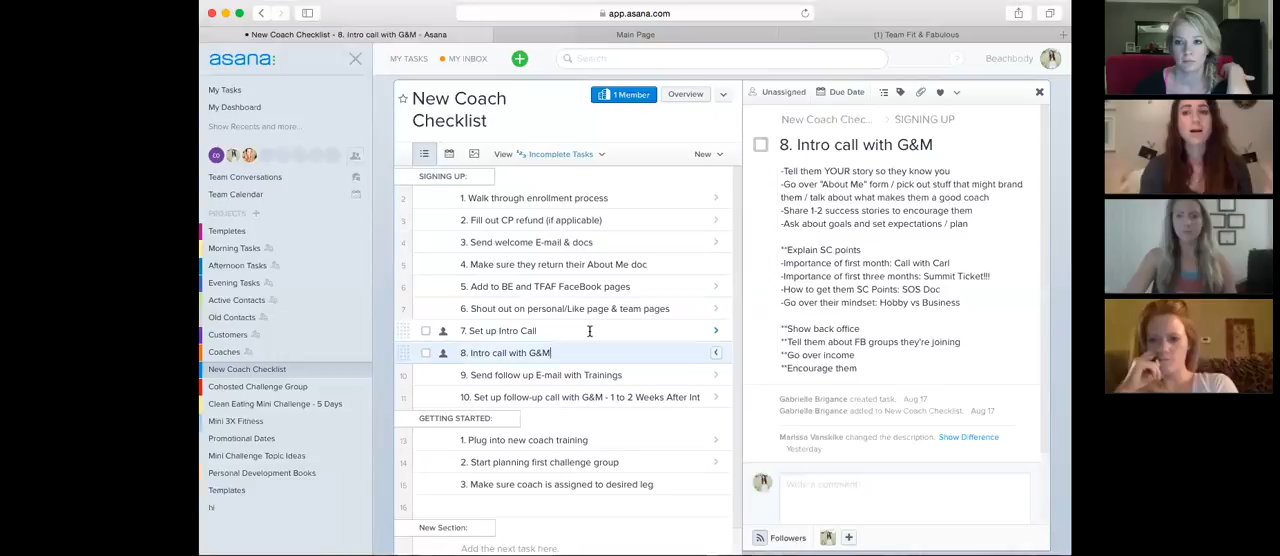 app.asana.com
New Coach Checklist - 8. Intro call with G&M - Asana
Main Page
(1) Team Fit & Fabulous
asana:
MY TASKS
MY INBOX
Search
?
Beachbody
My Tasks
My Dashboard
Show Recents and more...
CO
Team Conversations
Team Calendar
PROJECTS
Templetes
Morning Tasks
Afternoon Tasks
Evening Tasks
Active Contacts
Old Contacts
Customers
Coaches
New Coach Checklist
Cohosted Challenge Group
Clean Eating Mini Challenge - 5 Days
Mini 3X Fitness
Promotional Dates
Mini Challenge Topic Ideas
Personal Development Books
Templates
hi
New Coach
Checklist
1 Member
Overview
View
Incomplete Tasks
New
SIGNING UP:
2 1. Walk through enrollment process
3 2. Fill out CP refund (if applicable)
4 3. Send welcome E-mail & docs
5 4. Make sure they return their About Me doc
6 5. Add to BE and TFAF FaceBook pages
7 6. Shout out on personal/Like page & team pages
7. Set up Intro Call
8. Intro call with G&M
10 9. Send follow up E-mail with Trainings
11 10. Set up follow-up call with G&M - 1 to 2 Weeks After Int
GETTING STARTED:
13 1. Plug into new coach training
14 2. Start planning first challenge group
15 3. Make sure coach is assigned to desired leg
16
New Section:
Add the next task here.
Unassigned
Due Date
New Coach Chec...
SIGNING UP
8. Intro call with G&M
-Tell them YOUR story so they know you
-Go over "About Me" form / pick out stuff that might brand
them / talk about what makes them a good coach
-Share 1-2 success stories to encourage them
-Ask about goals and set expectations / plan
**Explain SC points
-Importance of first month: Call with Carl
-Importance of first three months: Summit Ticket!!!
-How to get them SC Points: SOS Doc
-Go over their mindset: Hobby vs Business
**Show back office
**Tell them about FB groups they're joining
**Go over income
**Encourage them
Gabrielle Brigance created task. Aug 17
Gabrielle Brigance added to New Coach Checklist. Aug 17
Marissa Vanskike changed the description. Show Difference
Yesterday
Write a comment...
Followers